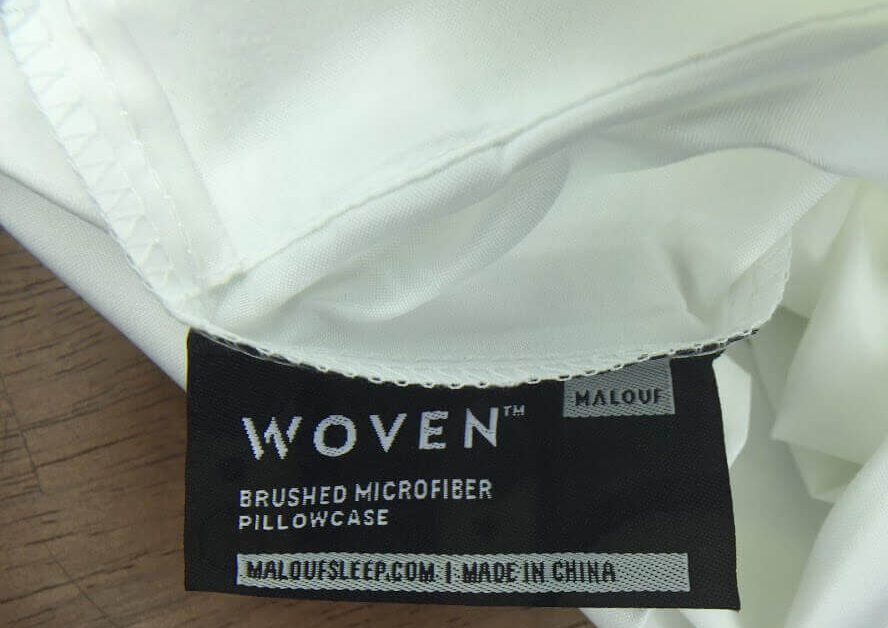 MALOUF
WOVEN™
BRUSHED MICROFIBER
PILLOWCASE
MALOUFSLEEP.COM | MADE IN CHINA